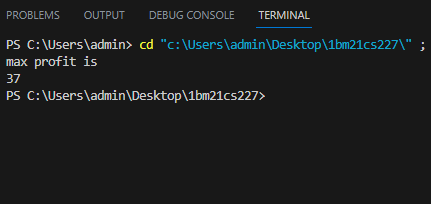 PROBLEMS OUTPUT DEBUG CONSOLE TERMINAL
PS C:\Users\admin> cd "c:\Users\admin\Desktop\1bm21cs227\" ;
max profit is
37
PS C:\Users\admin\Desktop\1bm21cs227>